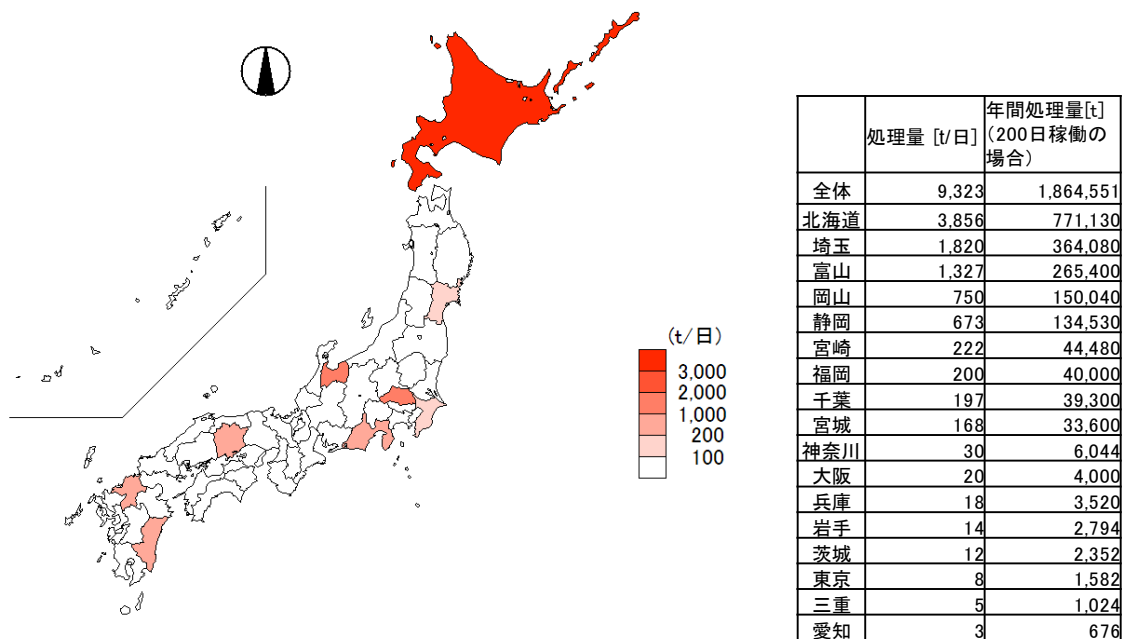 (t/日)
3,000
2,000
1,000
200
100
処理量 [t/日] 年間処理量[t]
(200日稼働の
場合)
全体 9,323 1,864,551
北海道 3,856 771,130
埼玉 1,820 364,080
富山 1,327 265,400
岡山 750 150,040
静岡 673 134,530
宮崎 222 44,480
福岡 200 40,000
千葉 197 39,300
宮城 168 33,600
神奈川 30 6,044
大阪 20 4,000
兵庫 18 3,520
岩手 14 2,794
茨城 12 2,352
東京 8 1,582
三重 5 1,024
愛知 3 676